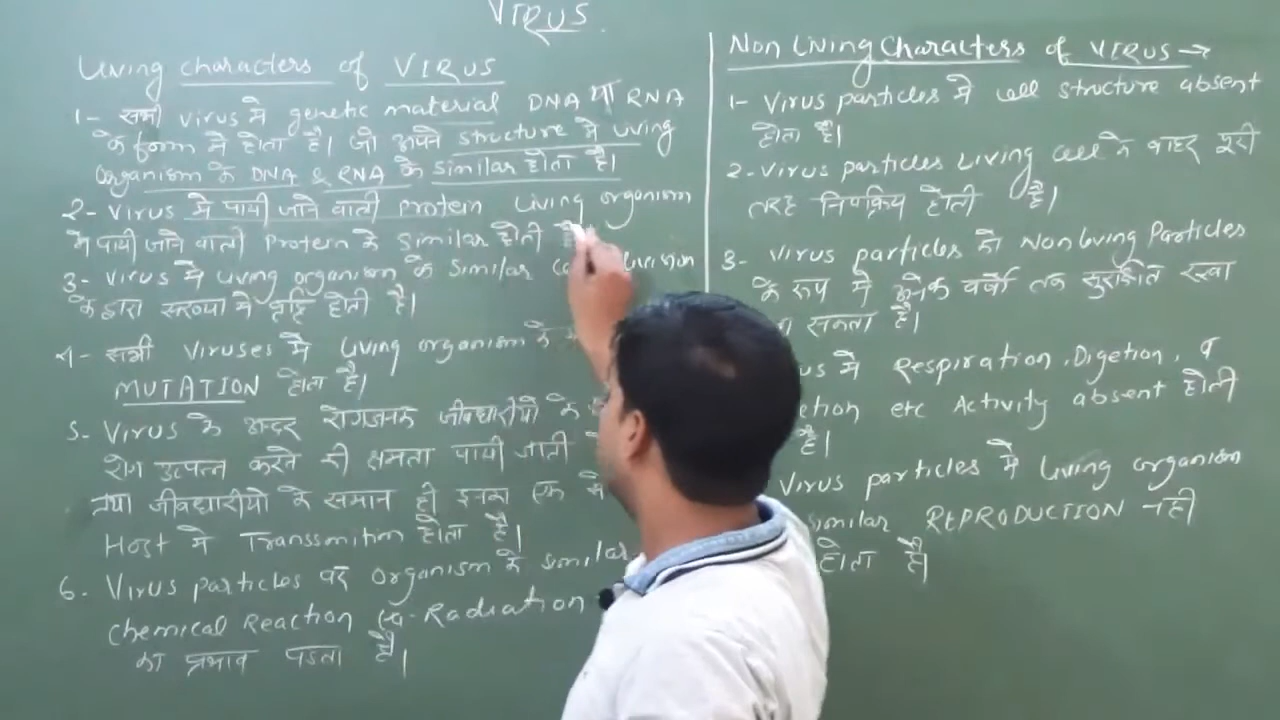 VIRUS
Living characters of VIRUS
1- सभी virus मे genetic material DNA या RNA
के form मे होता है। जो अपने structure मे living
organism के DNA & RNA के similar होता है।
2- Virus मे पायी जाने वाली protein living organism
मे पायी जाने वाली Protein के similar होती
3- Virus मे living organism के similar
के द्वारा संख्या मे वृद्धि होती है।
4- सभी Viruses मे living organism के
MUTATION होता है।
5- Virus के अन्दर रोगजनक जीवधारीयो के
रोग उत्पन्न करने की क्षमता पायी जाती
तथा जीवधारीयो के समान ही इनका एक से
Host मे Transsmition होता है।
6. Virus particles पर organism के similar
chemical Reaction एव- Radiation
का प्रभाव पडता है।
Non Living Characters of VIRUS →
1- Virus particles मे cell structure absent
होता है।
2- Virus particles Living cell के बाहर पूरी
तरह निष्क्रिय होती है।
3- Virus particles को Non living Particles
के रूप मे अनेक वर्षो तक सुरक्षित रखा
सकता है।
मे Respiration, Digetion, व
etc Activity absent होती
है।
Virus particles मे living organism
similar REPRODUCTION नही
होता है।